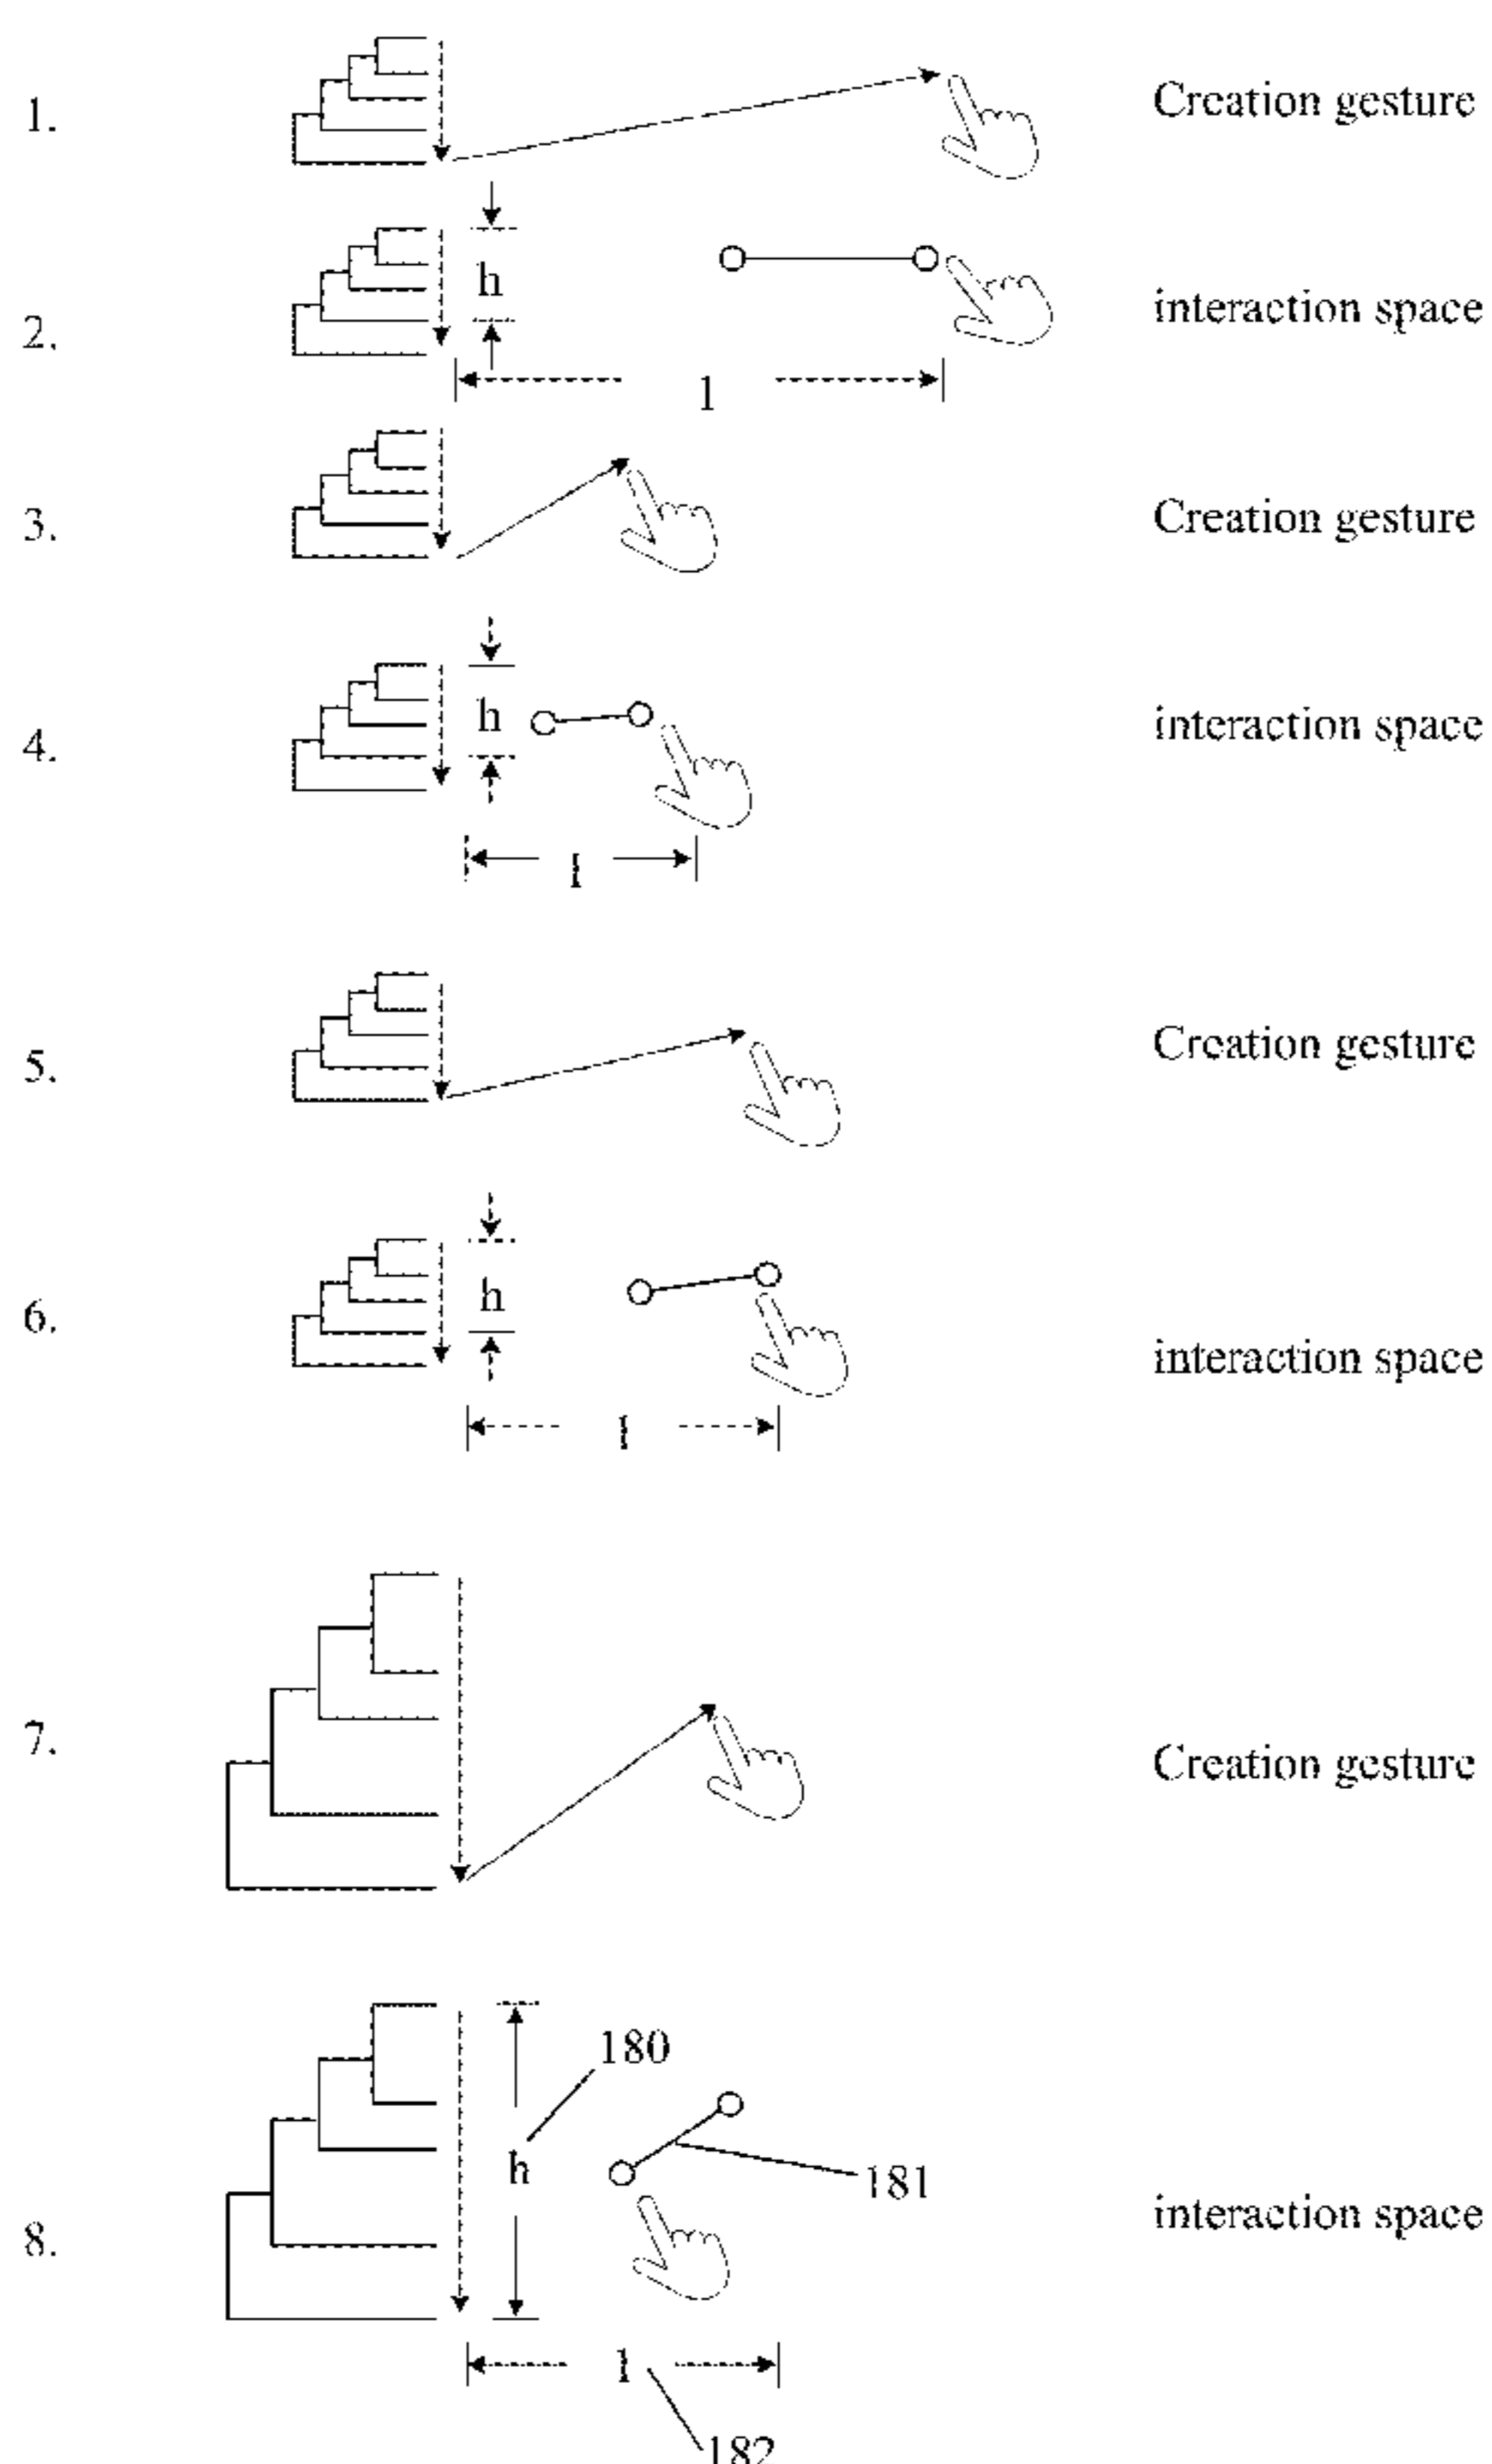 1.
Creation gesture
h
2.
interaction space
l
3.
Creation gesture
4.
h
interaction space
l
5.
Creation gesture
6.
h
interaction space
l
7.
Creation gesture
180
h
181
8.
interaction space
l
182